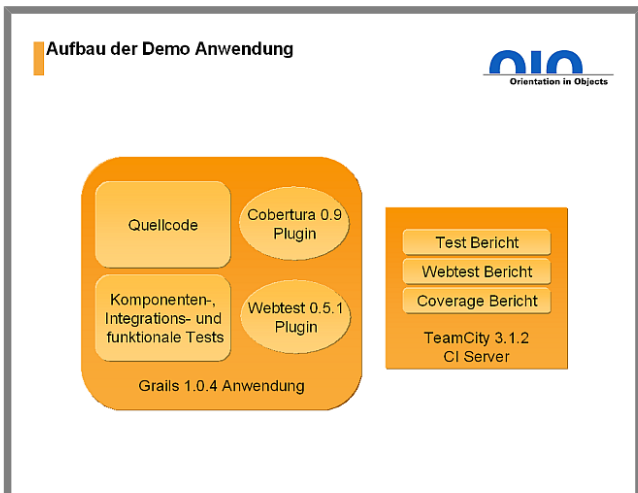 Aufbau der Demo Anwendung
OIO
Orientation in Objects
Quellcode
Cobertura 0.9
Plugin
Komponenten-,
Integrations- und
funktionale Tests
Webtest 0.5.1
Plugin
Grails 1.0.4 Anwendung
Test Bericht
Webtest Bericht
Coverage Bericht
TeamCity 3.1.2
CI Server